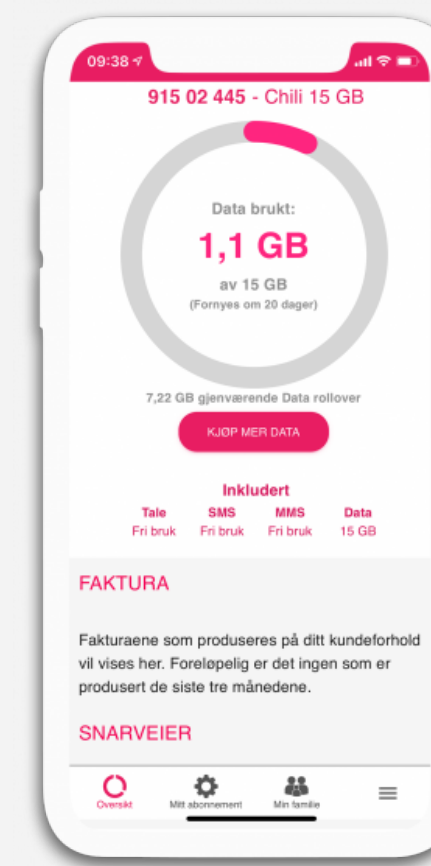 09:38
915 02 445 - Chili 15 GB
Data brukt:
1,1 GB
av 15 GB
(Fornyes om 20 dager)
7,22 GB gjenværende Data rollover
KJØP MER DATA
Inkludert
Tale SMS MMS Data
Fri bruk Fri bruk Fri bruk 15 GB
FAKTURA
Fakturaene som produseres på ditt kundeforhold
vil vises her. Foreløpelig er det ingen som er
produsert de siste tre månedene.
SNARVEIER
Oversikt Mitt abonnement Min familie